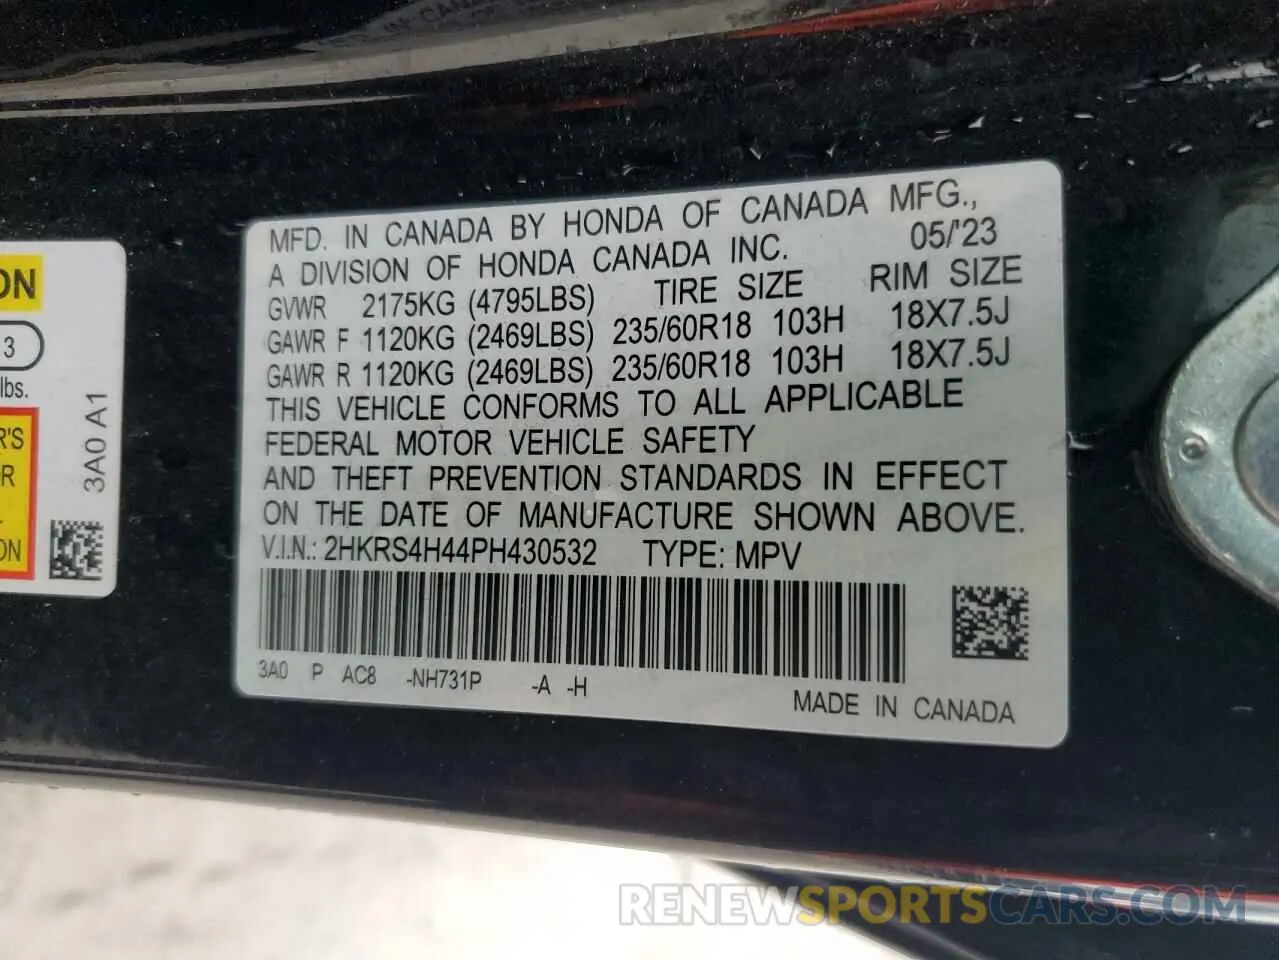 MFD. IN CANADA BY HONDA OF CANADA MFG.,
A DIVISION OF HONDA CANADA INC. 05/'23
GVWR 2175KG (4795LBS) TIRE SIZE RIM SIZE
GAWR F 1120KG (2469LBS) 235/60R18 103H 18X7.5J
GAWR R 1120KG (2469LBS) 235/60R18 103H 18X7.5J
THIS VEHICLE CONFORMS TO ALL APPLICABLE
FEDERAL MOTOR VEHICLE SAFETY
AND THEFT PREVENTION STANDARDS IN EFFECT
ON THE DATE OF MANUFACTURE SHOWN ABOVE.
V.I.N.: 2HKRS4H44PH430532 TYPE: MPV
3A0 P AC8 -NH731P -A -H
MADE IN CANADA
ON
3
lbs.
R'S
OR
ON
3A0 A1
RENEWSPORTSCARS.COM